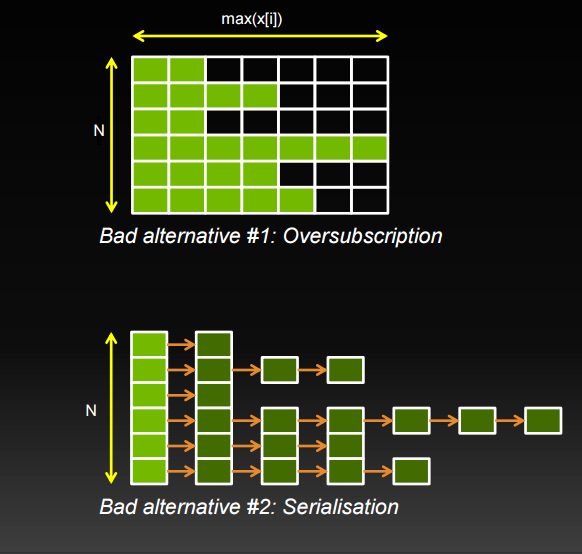 max(x[i])
N
Bad alternative #1: Oversubscription
N
Bad alternative #2: Serialisation